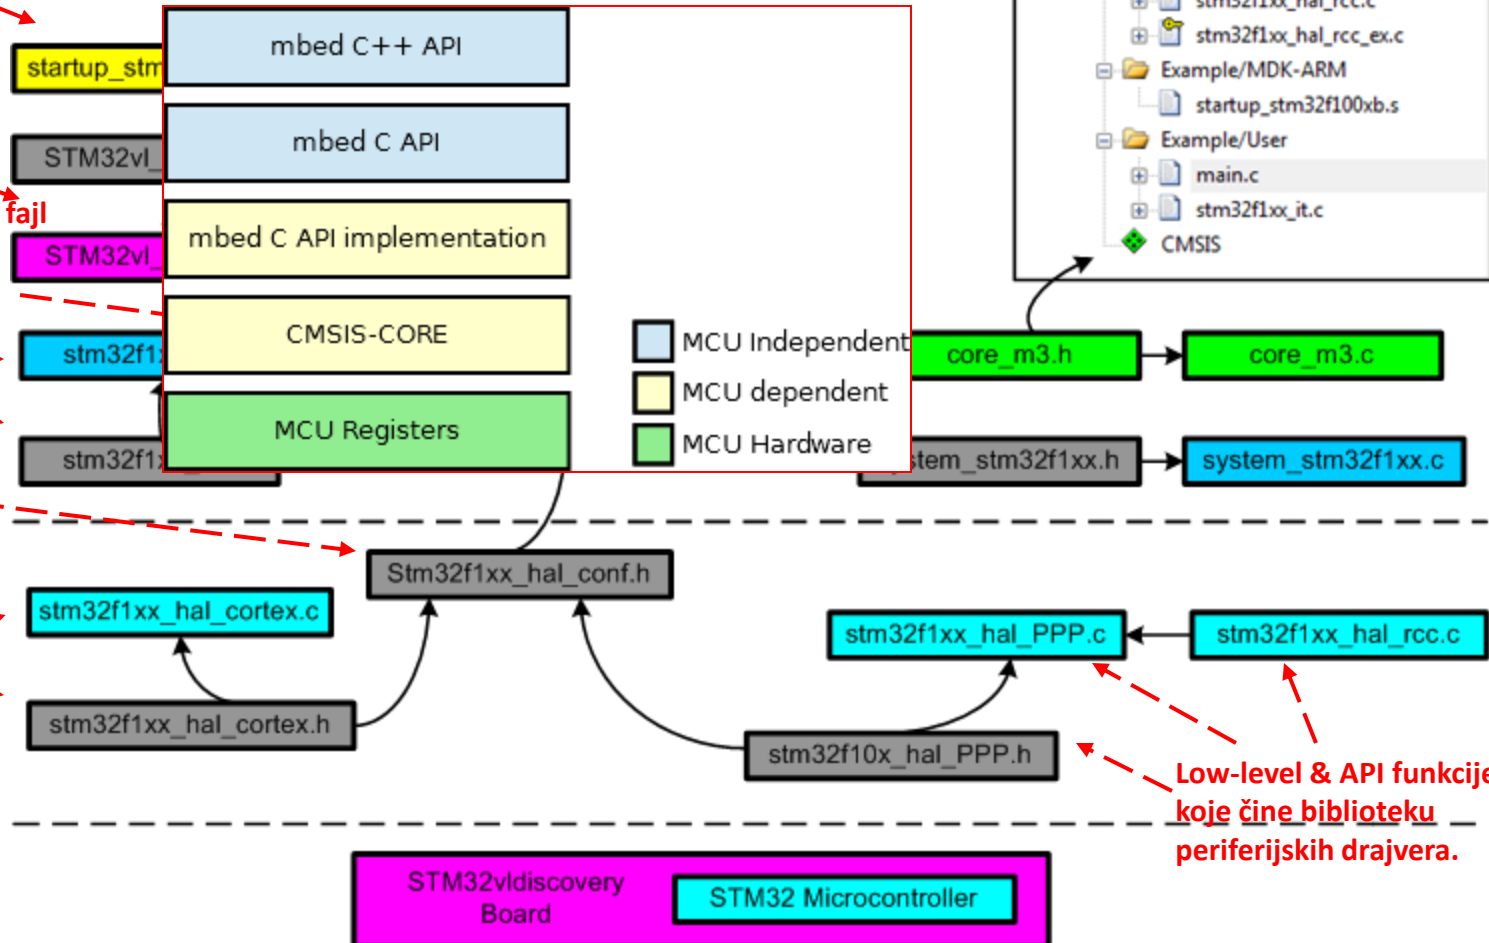 stm32f1xx_hal_rcc.c
stm32f1xx_hal_rcc_ex.c
Example/MDK-ARM
startup_stm32f100xb.s
Example/User
main.c
stm32f1xx_it.c
CMSIS
startup_stm
STM32vl_
fajl
STM32vl_
stm32f1
stm32f1
mbed C++ API
mbed C API
mbed C API implementation
CMSIS-CORE
MCU Registers
MCU Independent
MCU dependent
MCU Hardware
core_m3.h
core_m3.c
stem_stm32f1xx.h
system_stm32f1xx.c
Stm32f1xx_hal_conf.h
stm32f1xx_hal_cortex.c
stm32f1xx_hal_PPP.c
stm32f1xx_hal_rcc.c
stm32f1xx_hal_cortex.h
stm32f10x_hal_PPP.h
Low-level & API funkcije
koje čine biblioteku
periferijskih drajvera.
STM32vldiscovery
Board
STM32 Microcontroller